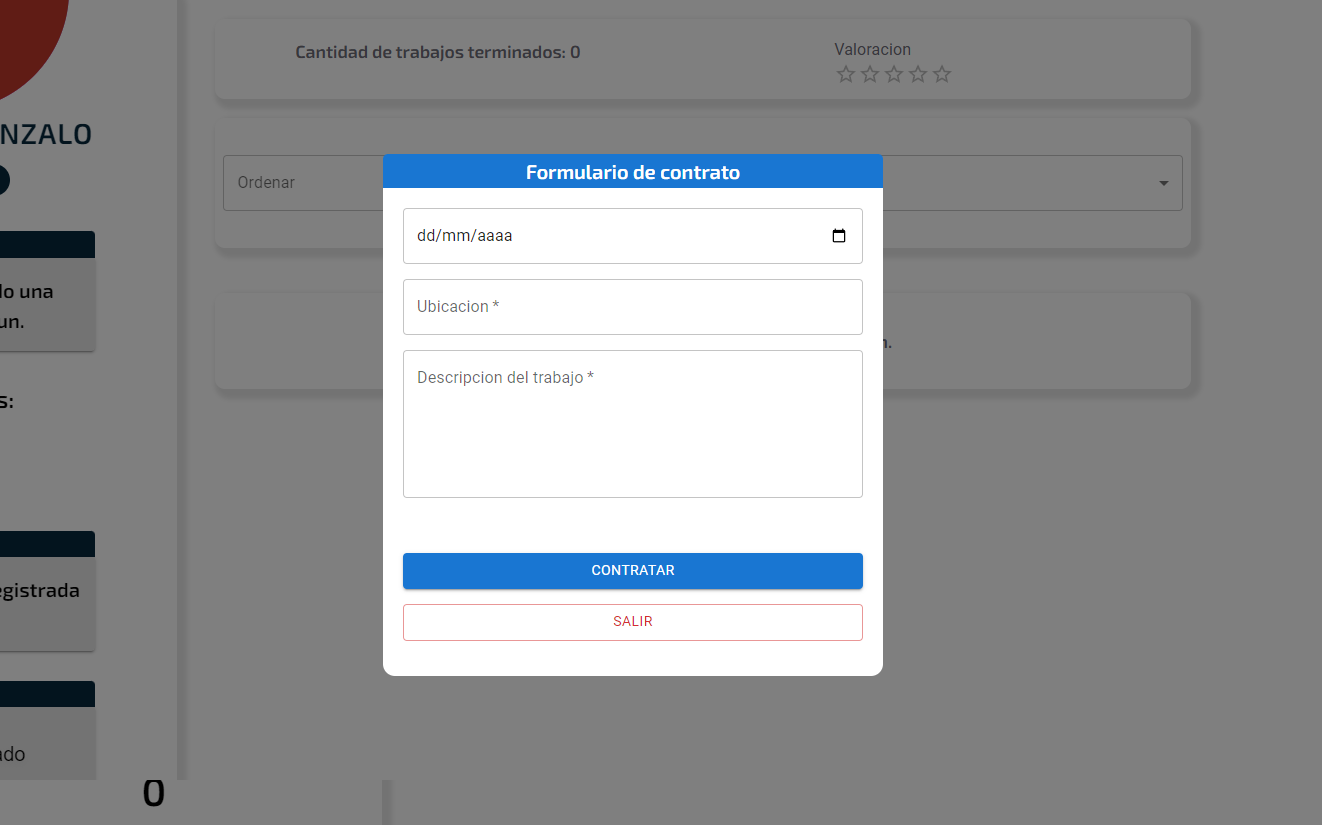 Cantidad de trabajos terminados: 0
Valoracion
NZALO
Ordenar
Formulario de contrato
dd/mm/aaaa
Ubicacion *
Descripcion del trabajo *
CONTRATAR
SALIR
do una
un.
n.
s:
egistrada
ado
0